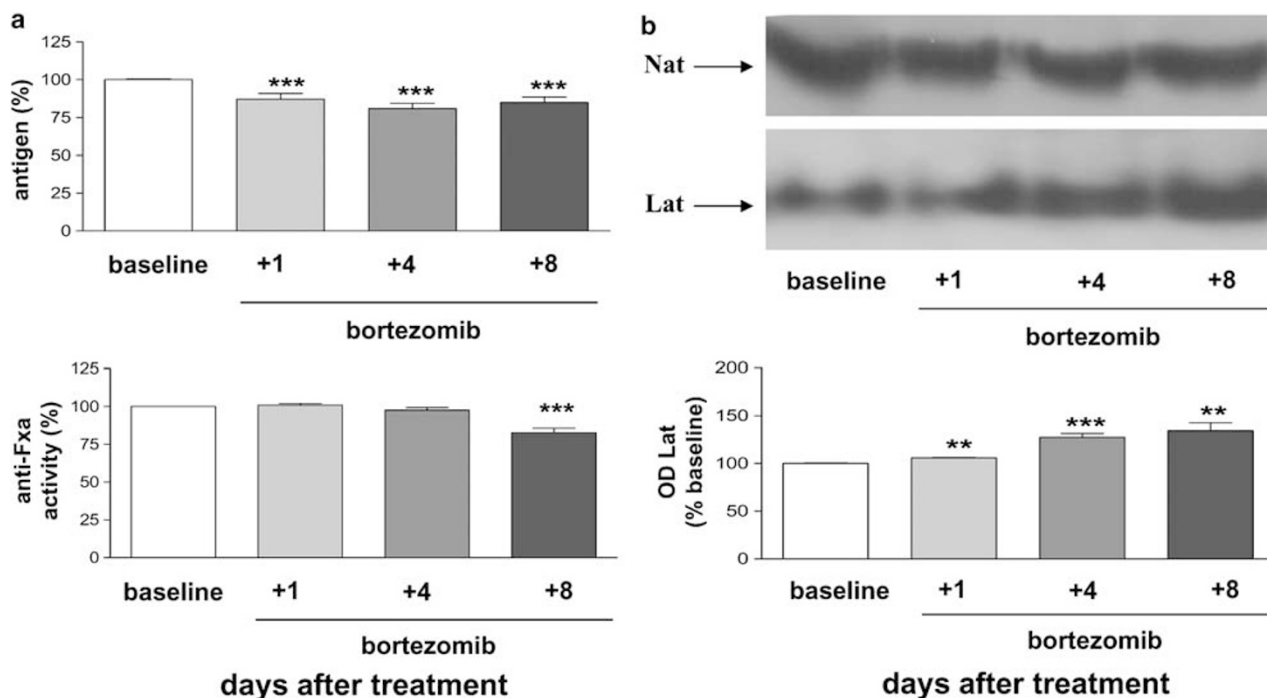 a
antigen (%)
125
100
75
50
25
0
*** *** ***
baseline +1 +4 +8
bortezomib
anti-Fxa
activity (%)
125
100
75
50
25
0
***
baseline +1 +4 +8
bortezomib
days after treatment
b
Nat
Lat
baseline +1 +4 +8
bortezomib
OD Lat
(% baseline)
200
150
100
50
0
** *** **
baseline +1 +4 +8
bortezomib
days after treatment